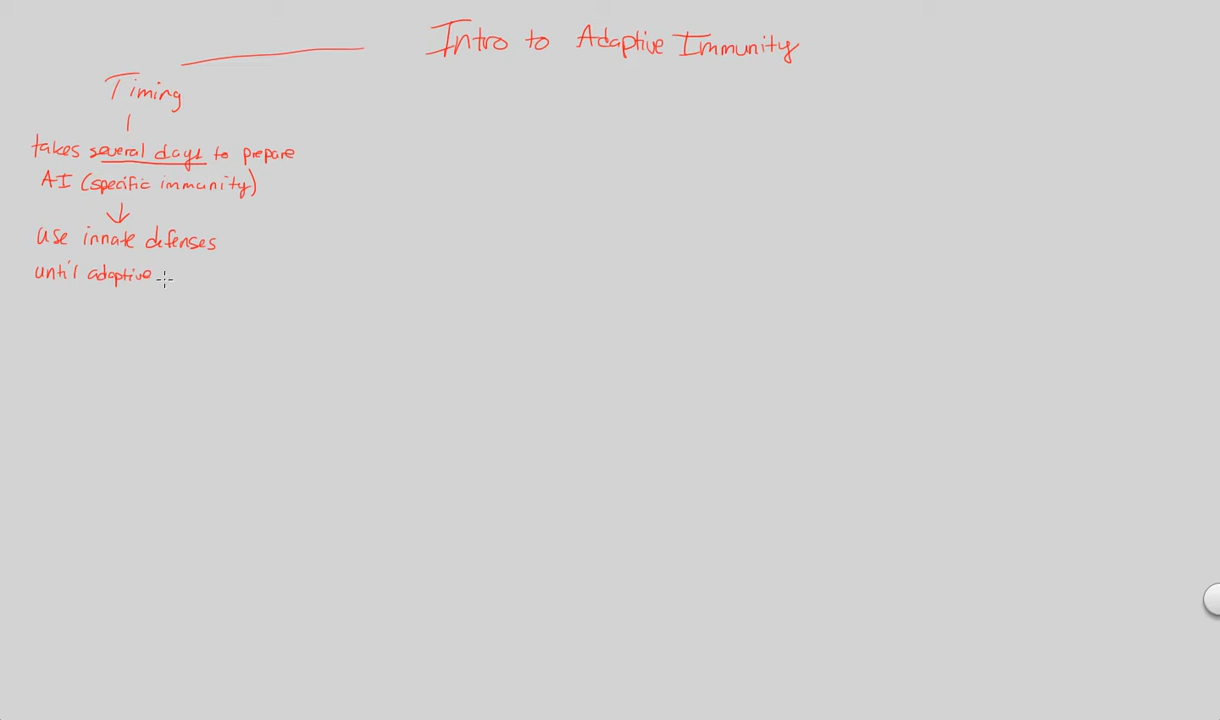 Intro to Adaptive Immunity
Timing
takes several days to prepare
AI (specific immunity)
use innate defenses
until adaptive